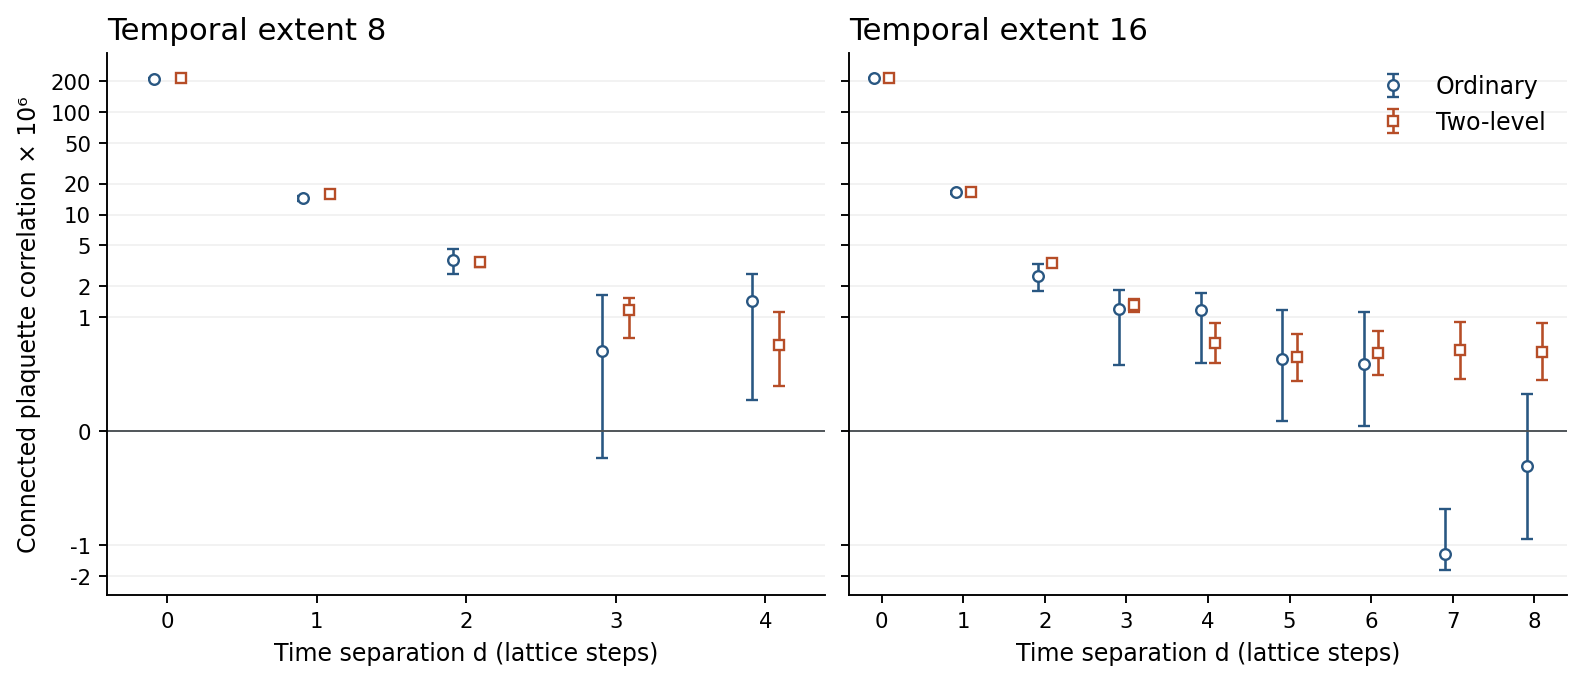 Temporal extent 8
Connected plaquette correlation × 10⁶
200
100
50
20
10
5
2
1
0
-1
-2
0 1 2 3 4
Time separation d (lattice steps)
Temporal extent 16
Ordinary
Two-level
0 1 2 3 4 5 6 7 8
Time separation d (lattice steps)